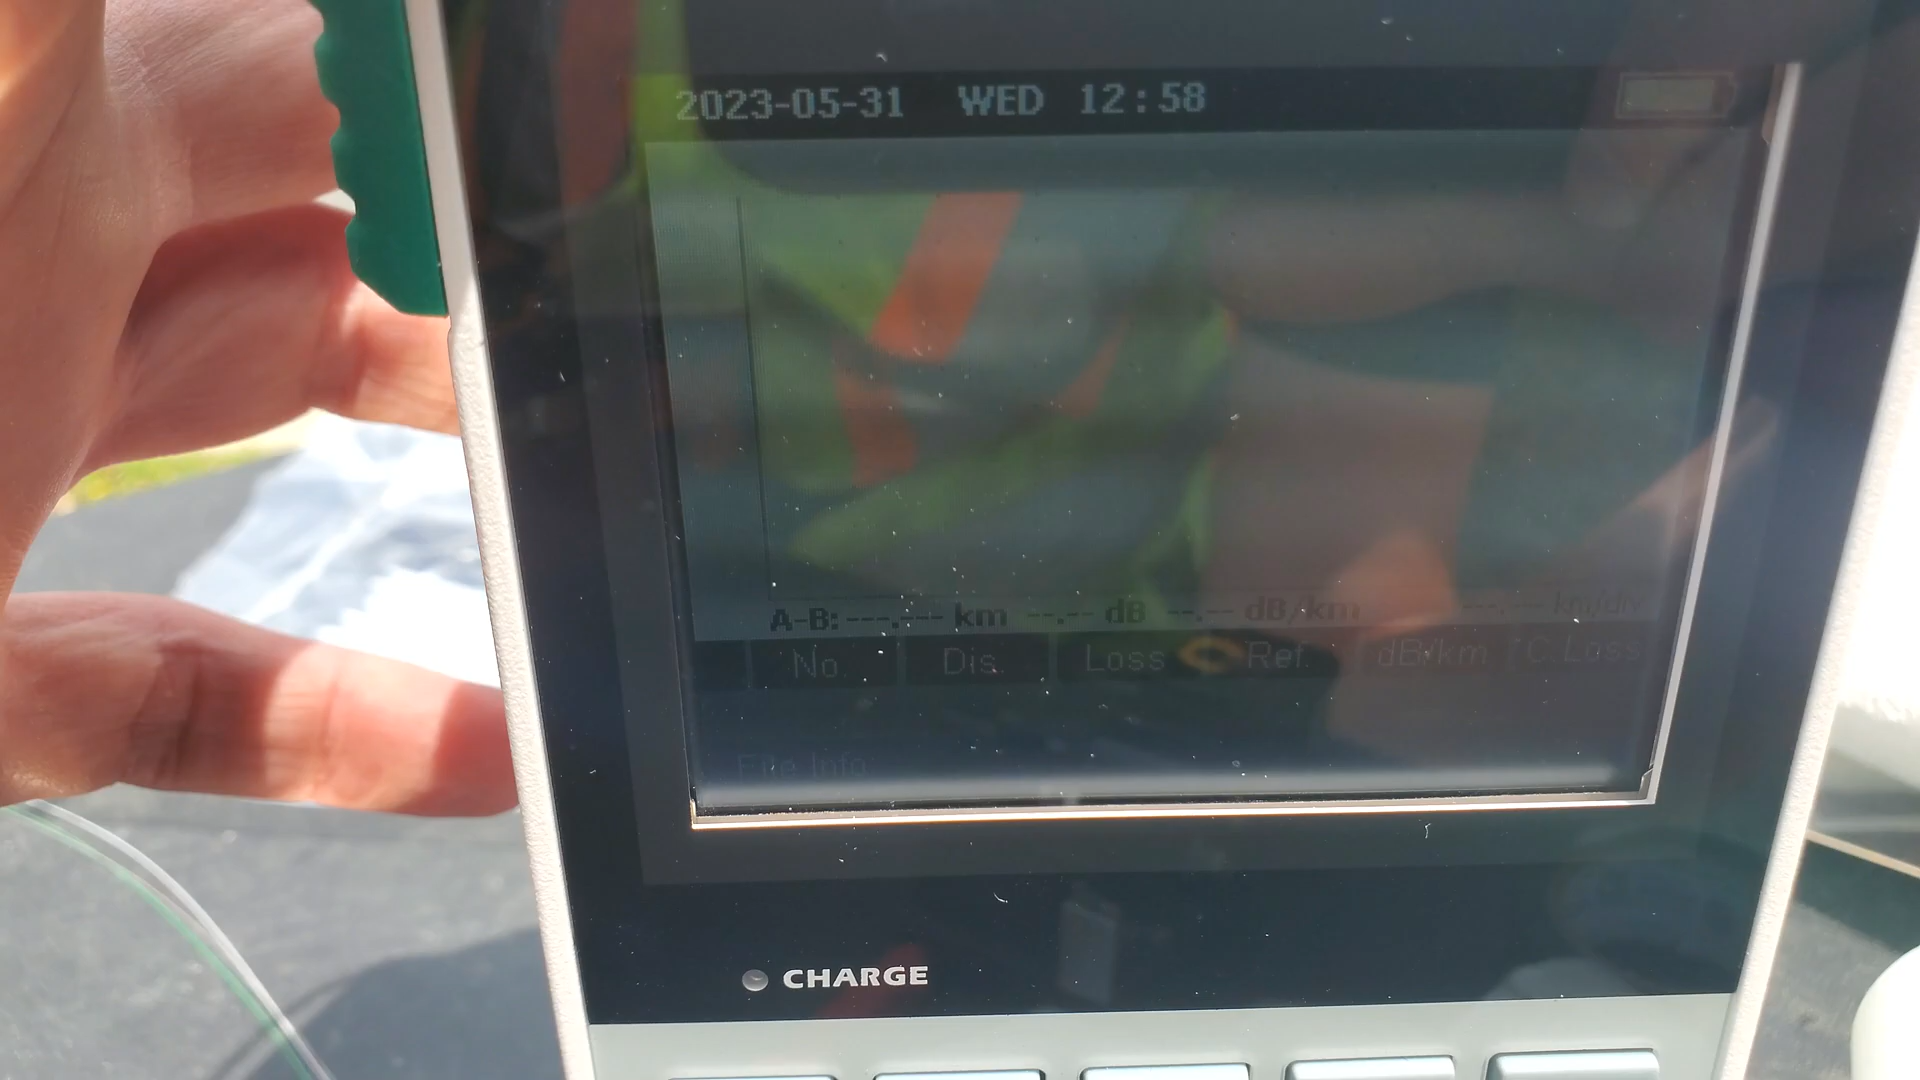 2023-05-31 WED 12:58
A-B: ---.--- km --.-- dB --.-- dB/km ---.--- km/div
No. Dis. Loss Ref. dB/km T.C.Loss
File Info.
CHARGE